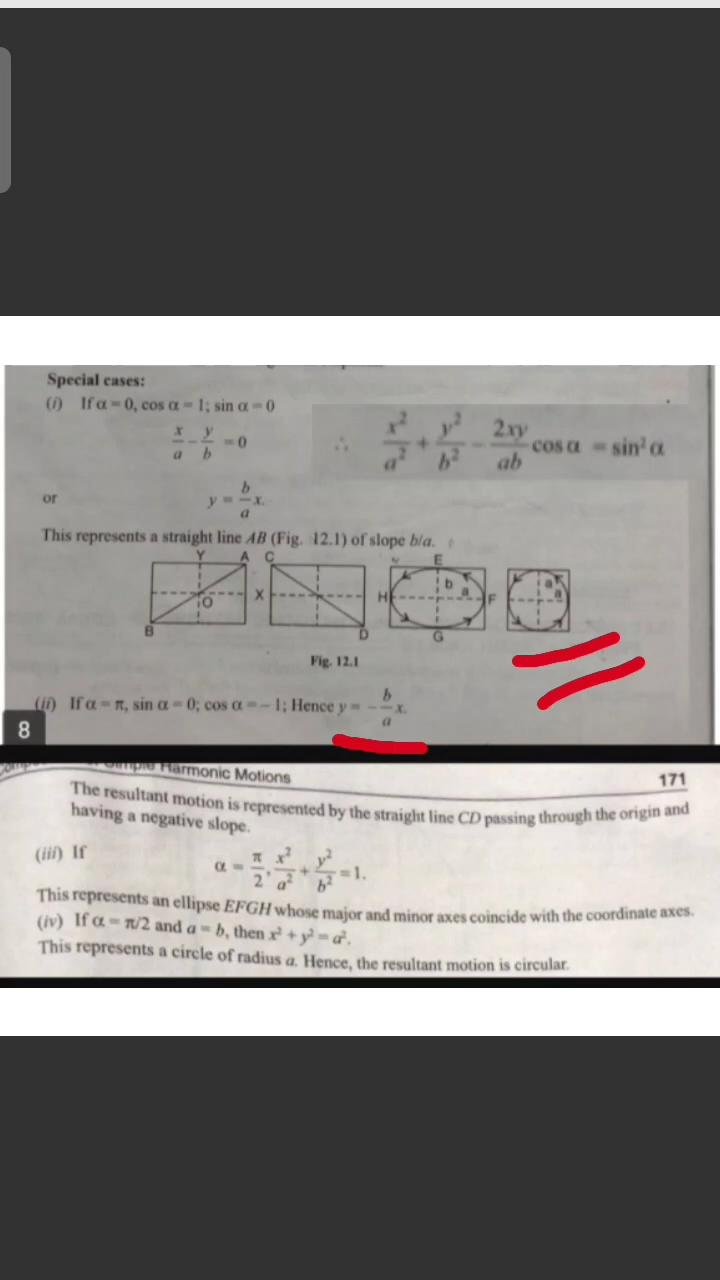 Special cases:
(i) If α = 0, cos α = 1; sin α = 0
x/a − y/b = 0
∴ x²/a² + y²/b² − 2xy/ab cos α = sin² α
or y = b/a x.
This represents a straight line AB (Fig. 12.1) of slope b/a.
Y A C E
X O H b a F a a
B D G
Fig. 12.1
(ii) If α = π, sin α = 0; cos α = − 1; Hence y = − b/a x.
8
Simple Harmonic Motions 171
The resultant motion is represented by the straight line CD passing through the origin and
having a negative slope.
(iii) If α = π/2, x²/a² + y²/b² = 1.
This represents an ellipse EFGH whose major and minor axes coincide with the coordinate axes.
(iv) If α = π/2 and a = b, then x² + y² = a².
This represents a circle of radius a. Hence, the resultant motion is circular.